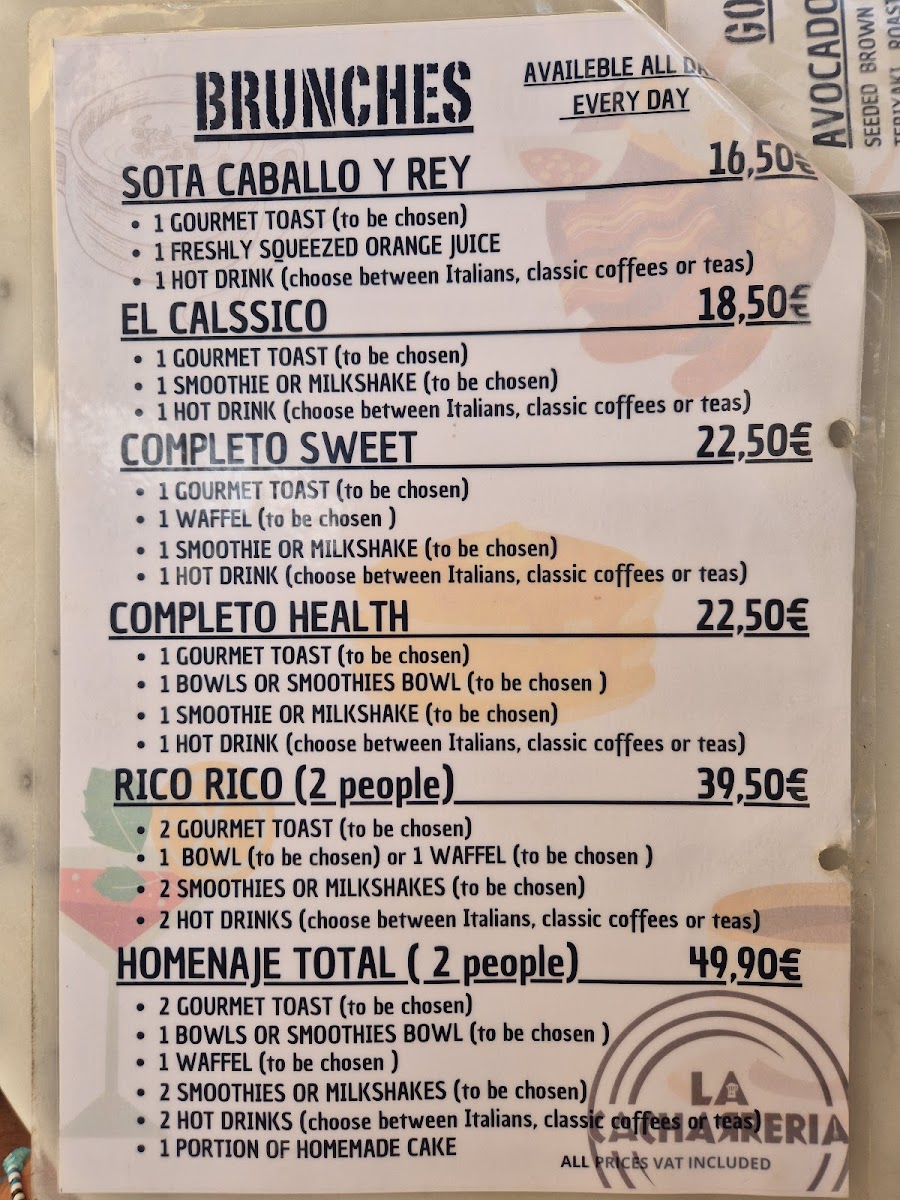 BRUNCHES
AVAILEBLE ALL
EVERY DAY
SOTA CABALLO Y REY 16,50€
• 1 GOURMET TOAST (to be chosen)
• 1 FRESHLY SQUEEZED ORANGE JUICE
• 1 HOT DRINK (choose between Italians, classic coffees or teas)
EL CALSSICO 18,50€
• 1 GOURMET TOAST (to be chosen)
• 1 SMOOTHIE OR MILKSHAKE (to be chosen)
• 1 HOT DRINK (choose between Italians, classic coffees or teas)
COMPLETO SWEET 22,50€
• 1 GOURMET TOAST (to be chosen)
• 1 WAFFEL (to be chosen )
• 1 SMOOTHIE OR MILKSHAKE (to be chosen)
• 1 HOT DRINK (choose between Italians, classic coffees or teas)
COMPLETO HEALTH 22,50€
• 1 GOURMET TOAST (to be chosen)
• 1 BOWLS OR SMOOTHIES BOWL (to be chosen )
• 1 SMOOTHIE OR MILKSHAKE (to be chosen)
• 1 HOT DRINK (choose between Italians, classic coffees or teas)
RICO RICO (2 people) 39,50€
• 2 GOURMET TOAST (to be chosen)
• 1 BOWL (to be chosen) or 1 WAFFEL (to be chosen )
• 2 SMOOTHIES OR MILKSHAKES (to be chosen)
• 2 HOT DRINKS (choose between Italians, classic coffees or teas)
HOMENAJE TOTAL ( 2 people) 49,90€
• 2 GOURMET TOAST (to be chosen)
• 1 BOWLS OR SMOOTHIES BOWL (to be chosen )
• 1 WAFFEL (to be chosen )
• 2 SMOOTHIES OR MILKSHAKES (to be chosen)
• 2 HOT DRINKS (choose between Italians, classic coffees or teas)
• 1 PORTION OF HOMEMADE CAKE
LA
CACHARRERIA
ALL PRICES VAT INCLUDED
GO
AVOCADO
SEEDED BROWN